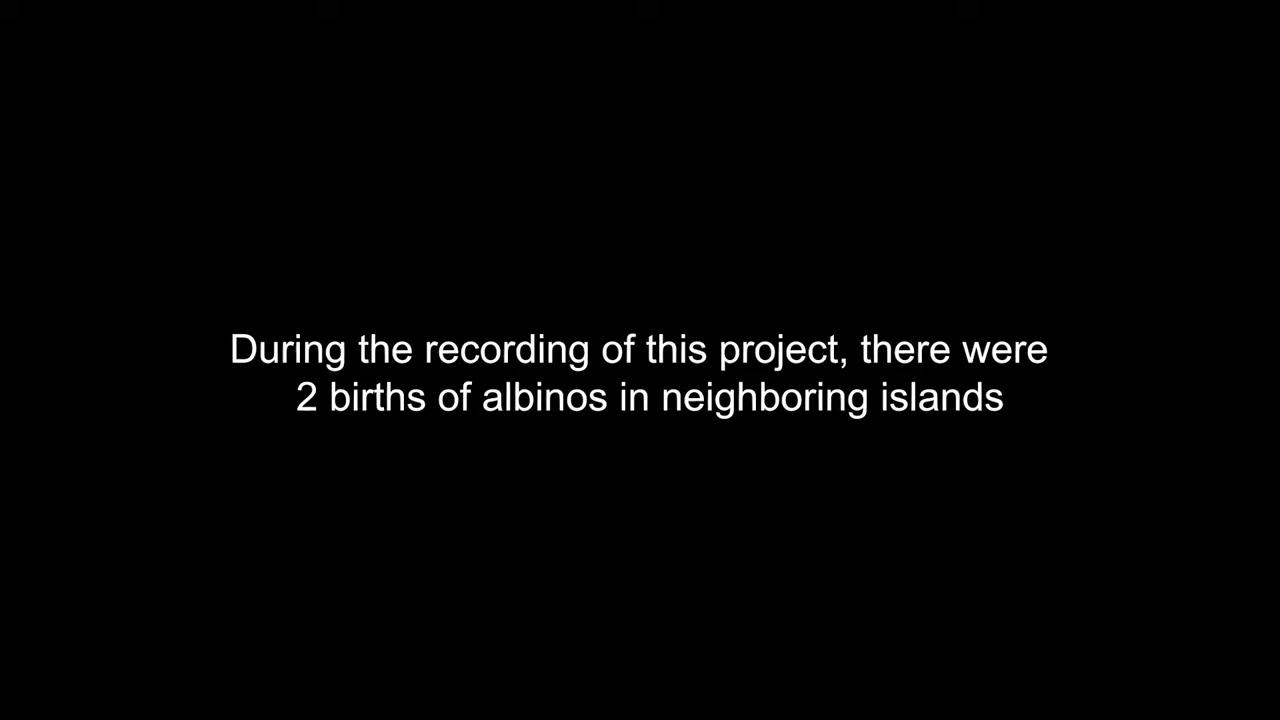 During the recording of this project, there were
2 births of albinos in neighboring islands